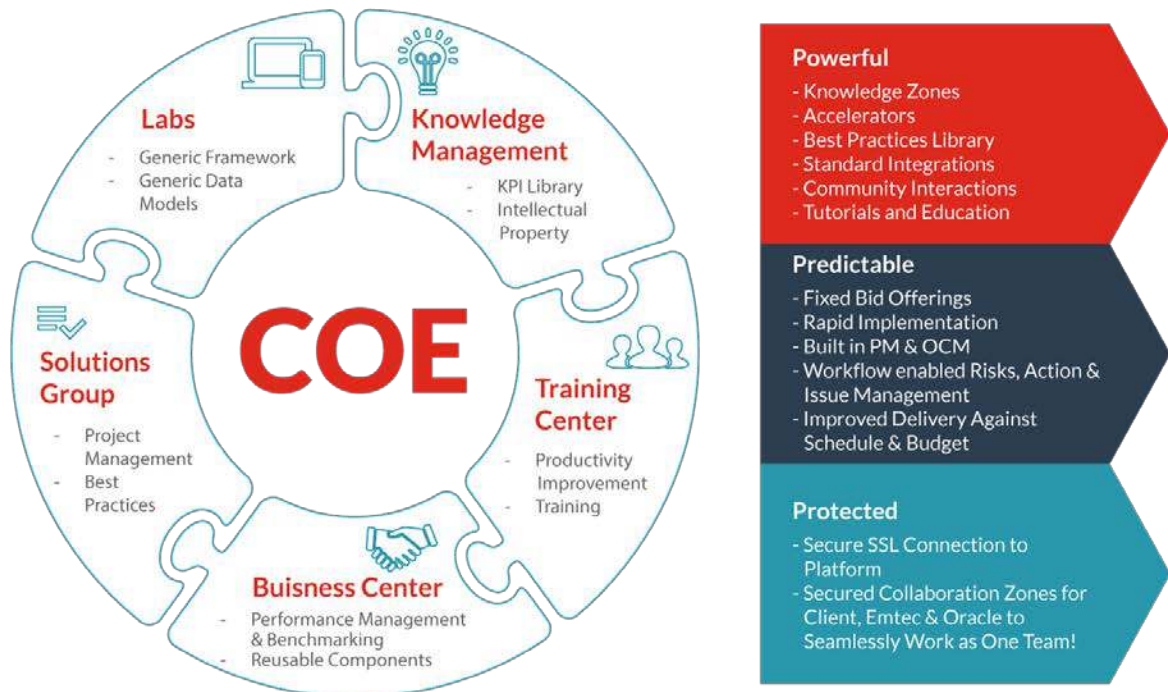 Labs
- Generic Framework
- Generic Data
Models
Knowledge
Management
- KPI Library
- Intellectual
Property
COE
Solutions
Group
- Project
Management
- Best
Practices
Training
Center
- Productivity
Improvement
- Training
Buisness Center
- Performance Management
& Benchmarking
- Reusable Components
Powerful
- Knowledge Zones
- Accelerators
- Best Practices Library
- Standard Integrations
- Community Interactions
- Tutorials and Education
Predictable
- Fixed Bid Offerings
- Rapid Implementation
- Built in PM & OCM
- Workflow enabled Risks, Action &
Issue Management
- Improved Delivery Against
Schedule & Budget
Protected
- Secure SSL Connection to
Platform
- Secured Collaboration Zones for
Client, Emtec & Oracle to
Seamlessly Work as One Team!